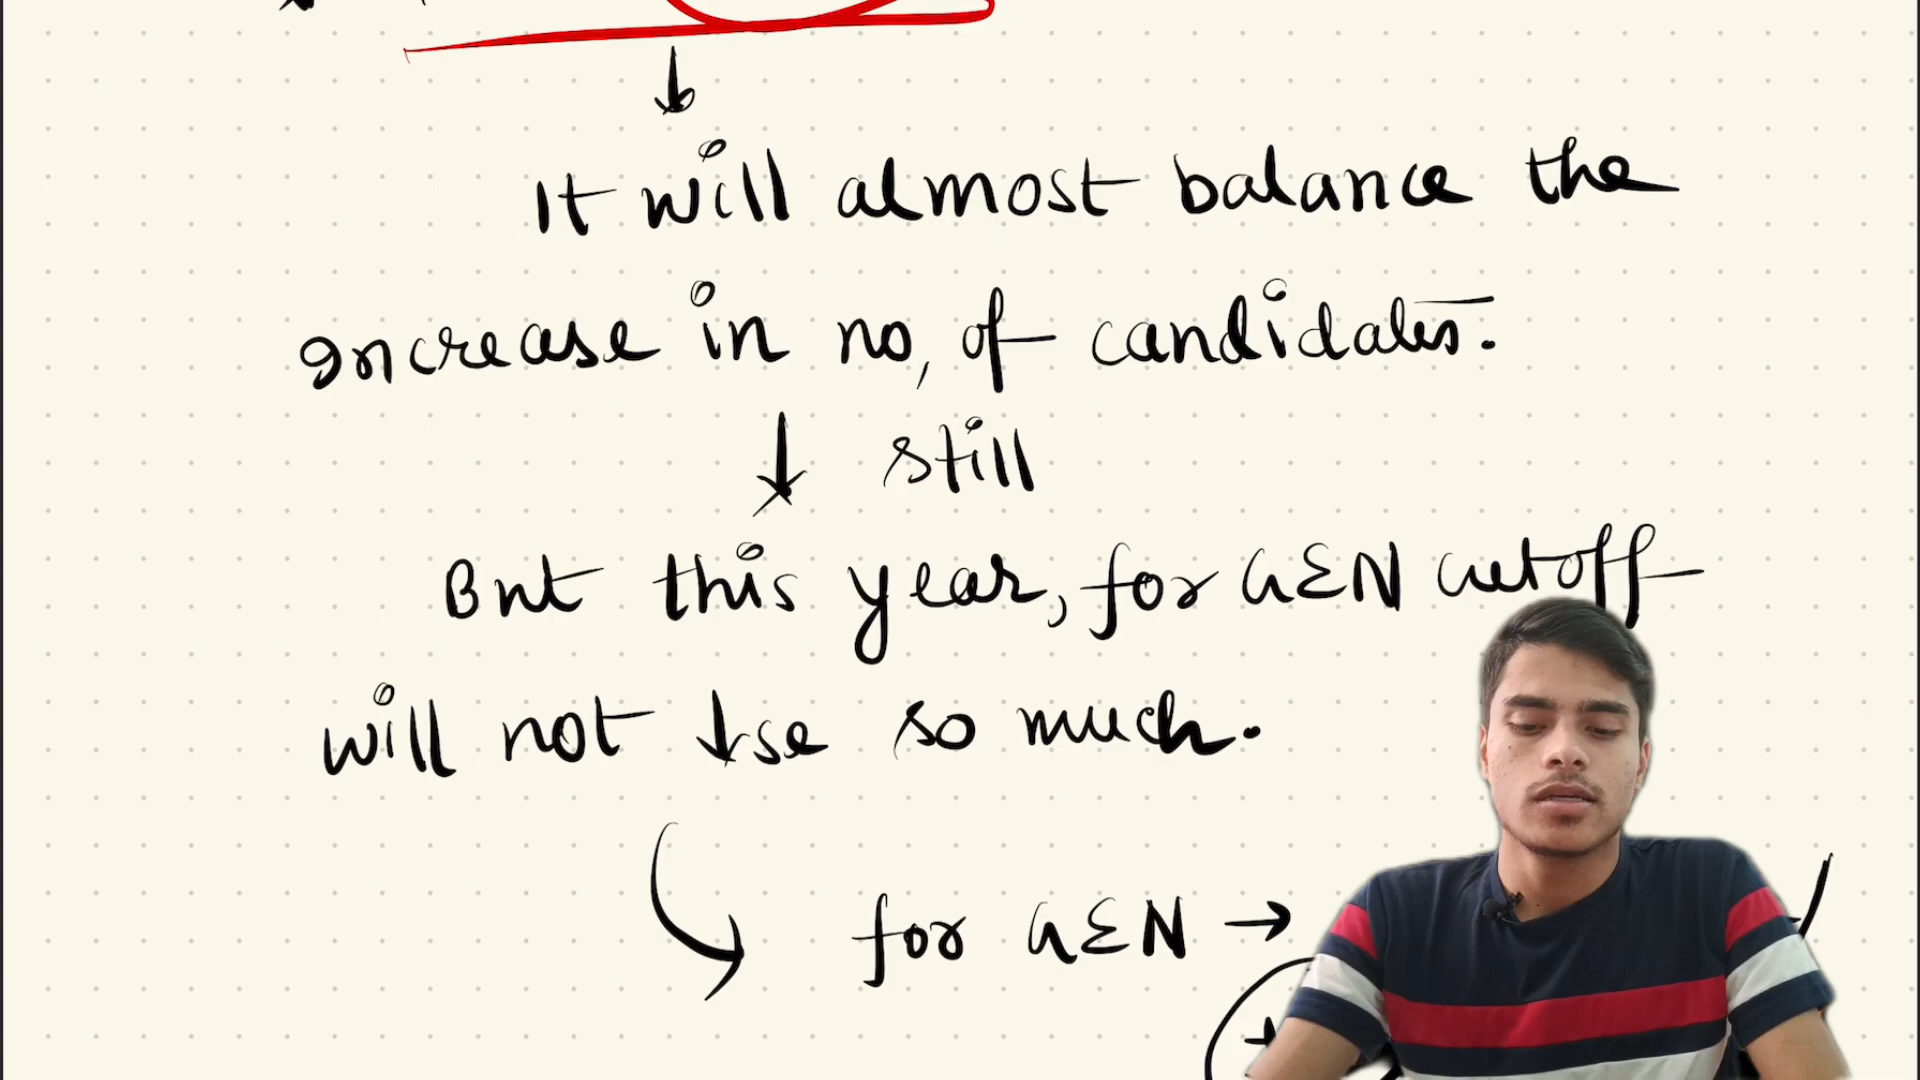 It will almost balance the
increase in no. of candidates.
↓ still
But this year, for GEN cutoff
will not ↓se so much.
for GEN →